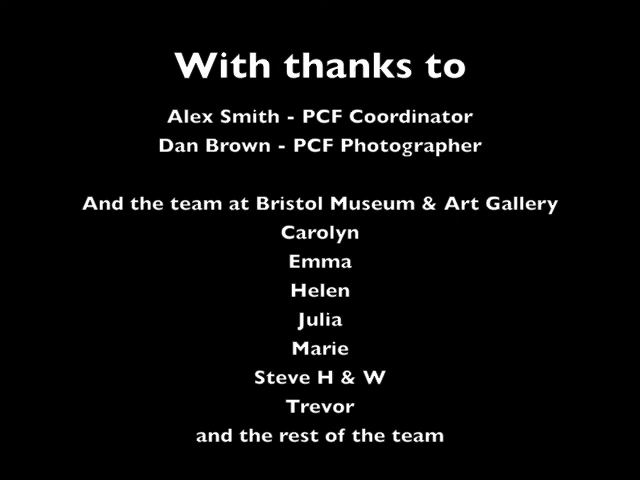 With thanks to
Alex Smith - PCF Coordinator
Dan Brown - PCF Photographer
And the team at Bristol Museum & Art Gallery
Carolyn
Emma
Helen
Julia
Marie
Steve H & W
Trevor
and the rest of the team